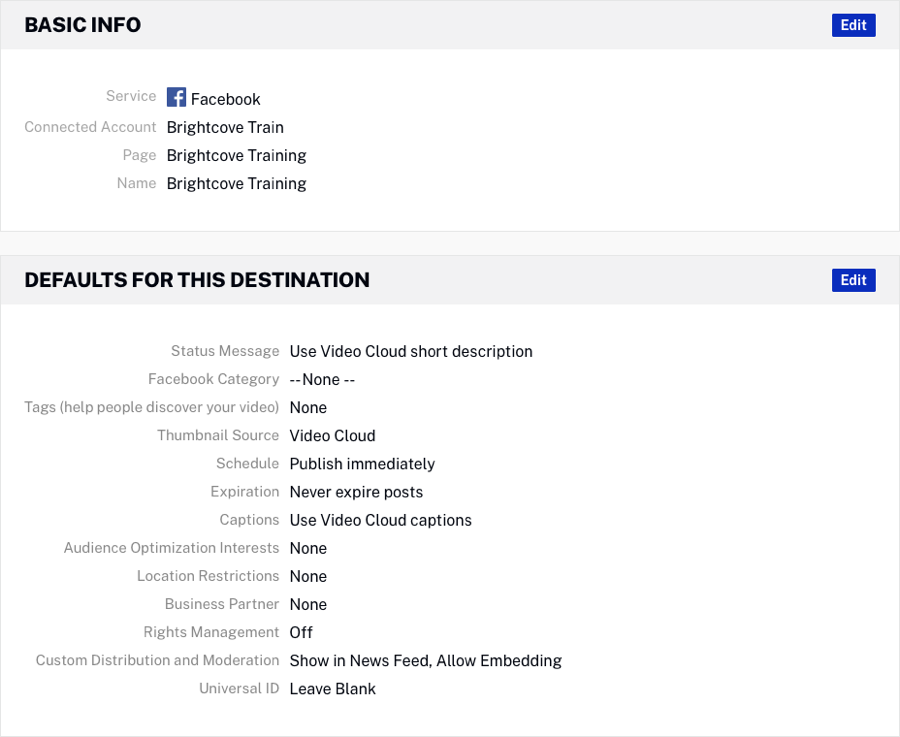 BASIC INFO Edit
Service Facebook
Connected Account Brightcove Train
Page Brightcove Training
Name Brightcove Training
DEFAULTS FOR THIS DESTINATION Edit
Status Message Use Video Cloud short description
Facebook Category --None --
Tags (help people discover your video) None
Thumbnail Source Video Cloud
Schedule Publish immediately
Expiration Never expire posts
Captions Use Video Cloud captions
Audience Optimization Interests None
Location Restrictions None
Business Partner None
Rights Management Off
Custom Distribution and Moderation Show in News Feed, Allow Embedding
Universal ID Leave Blank